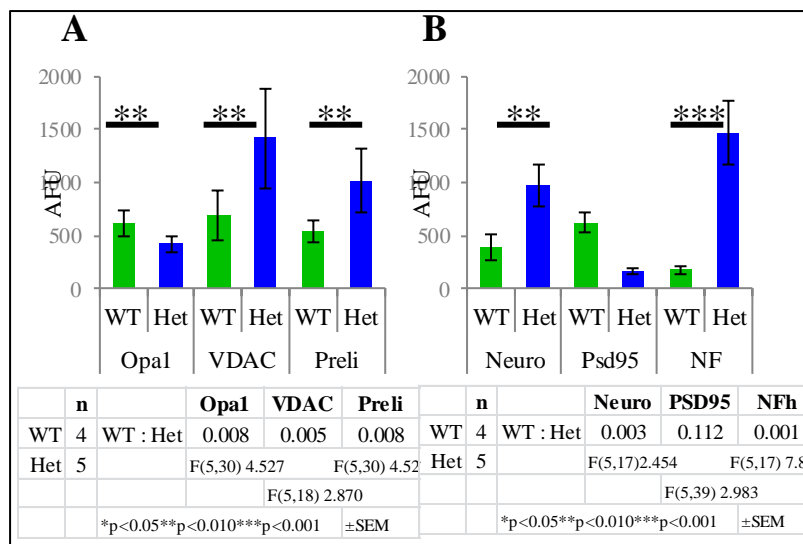 A
B
2000
1500
1000
500
0
AFU
** ** **
WT Het WT Het WT Het
Opa1 VDAC Preli
2000
1500
1000
500
0
AFU
** ***
WT Het WT Het WT Het
Neuro Psd95 NF
n Opa1 VDAC Preli
WT 4 WT : Het 0.008 0.005 0.008
Het 5 F(5,30) 4.527 F(5,30) 4.52
F(5,18) 2.870
*p<0.05**p<0.010***p<0.001 ±SEM
n Neuro PSD95 NFh
WT 4 WT : Het 0.003 0.112 0.001
Het 5 F(5,17)2.454 F(5,17) 7.8
F(5,39) 2.983
*p<0.05**p<0.010***p<0.001 ±SEM